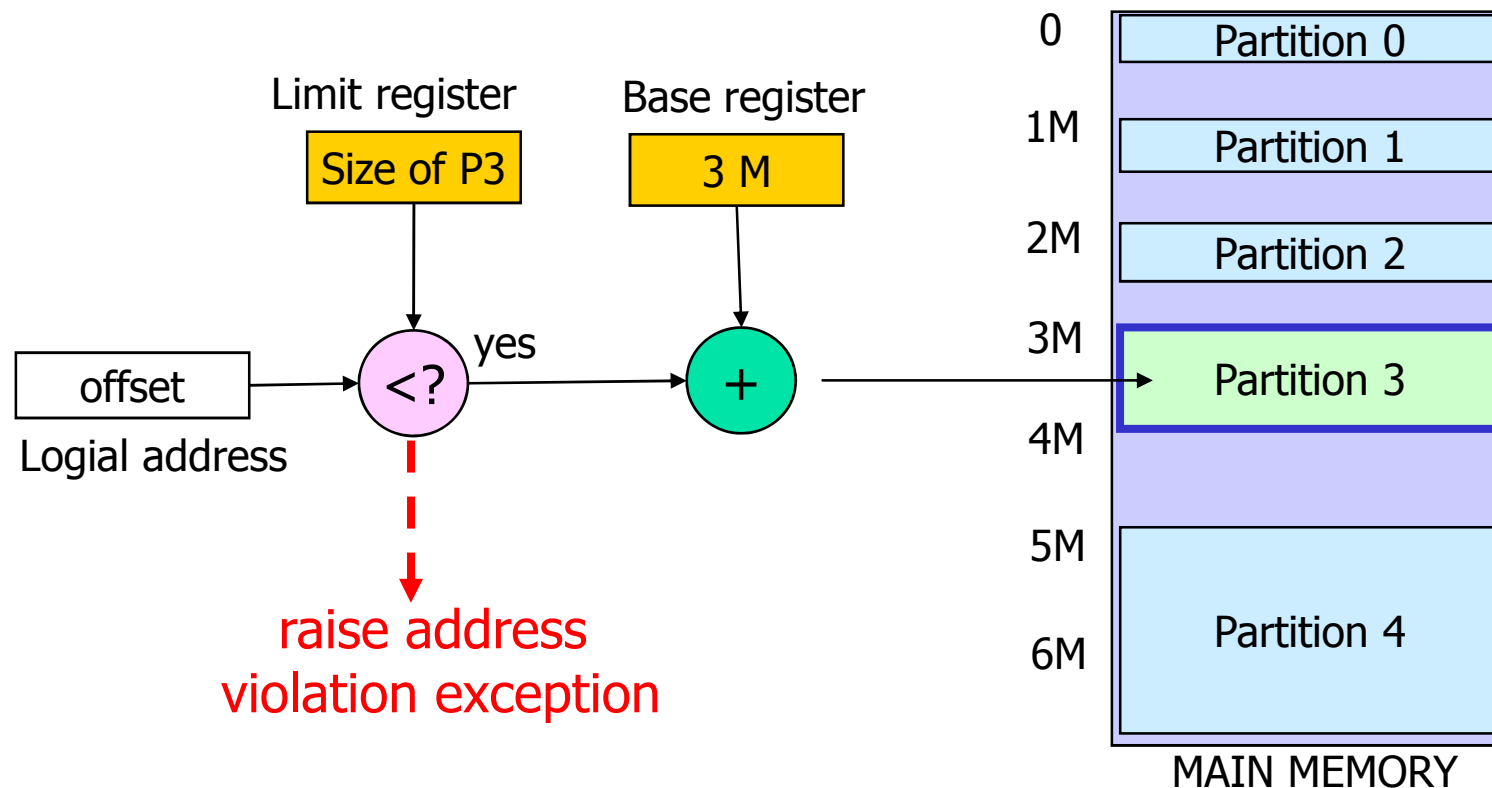 Limit register
Size of P3
Base register
3 M
offset
Logial address
<?
yes
+
raise address
violation exception
0
1M
2M
3M
4M
5M
6M
Partition 0
Partition 1
Partition 2
Partition 3
Partition 4
MAIN MEMORY